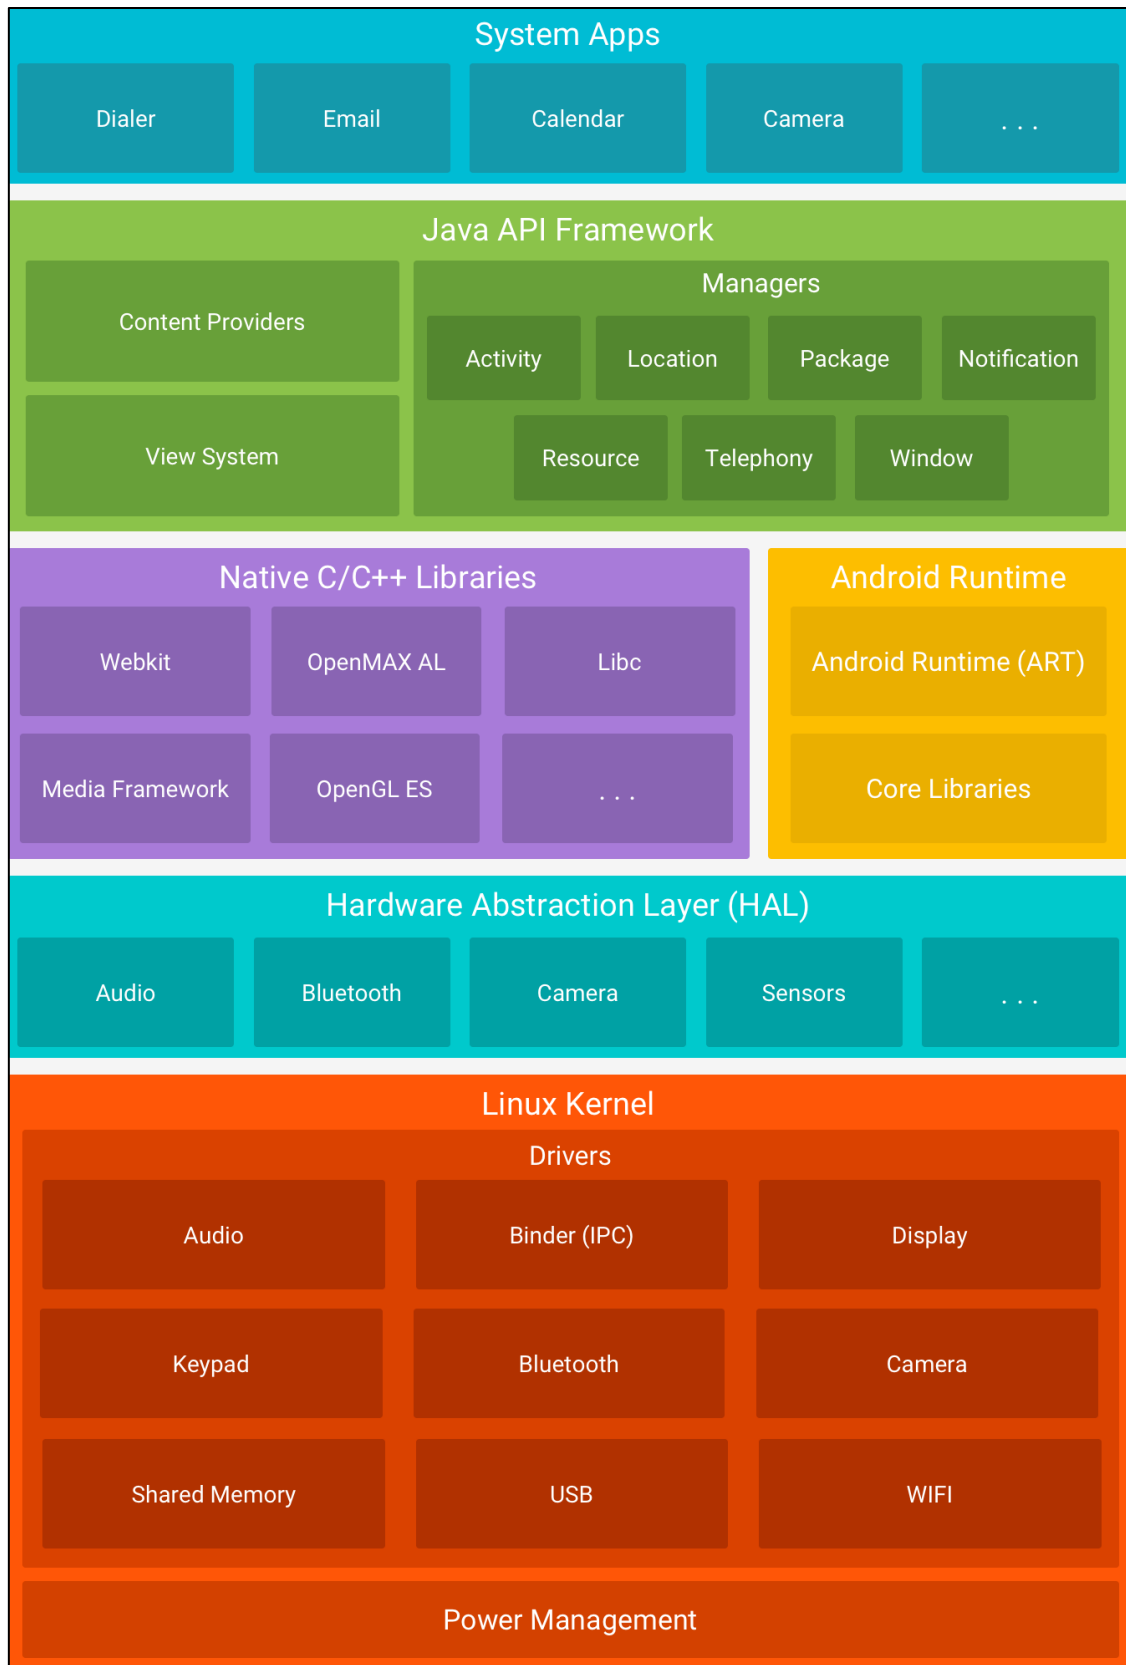 System Apps
Dialer
Email
Calendar
Camera
. . .
Java API Framework
Content Providers
View System
Managers
Activity
Location
Package
Notification
Resource
Telephony
Window
Native C/C++ Libraries
Webkit
OpenMAX AL
Libc
Media Framework
OpenGL ES
. . .
Android Runtime
Android Runtime (ART)
Core Libraries
Hardware Abstraction Layer (HAL)
Audio
Bluetooth
Camera
Sensors
. . .
Linux Kernel
Drivers
Audio
Binder (IPC)
Display
Keypad
Bluetooth
Camera
Shared Memory
USB
WIFI
Power Management